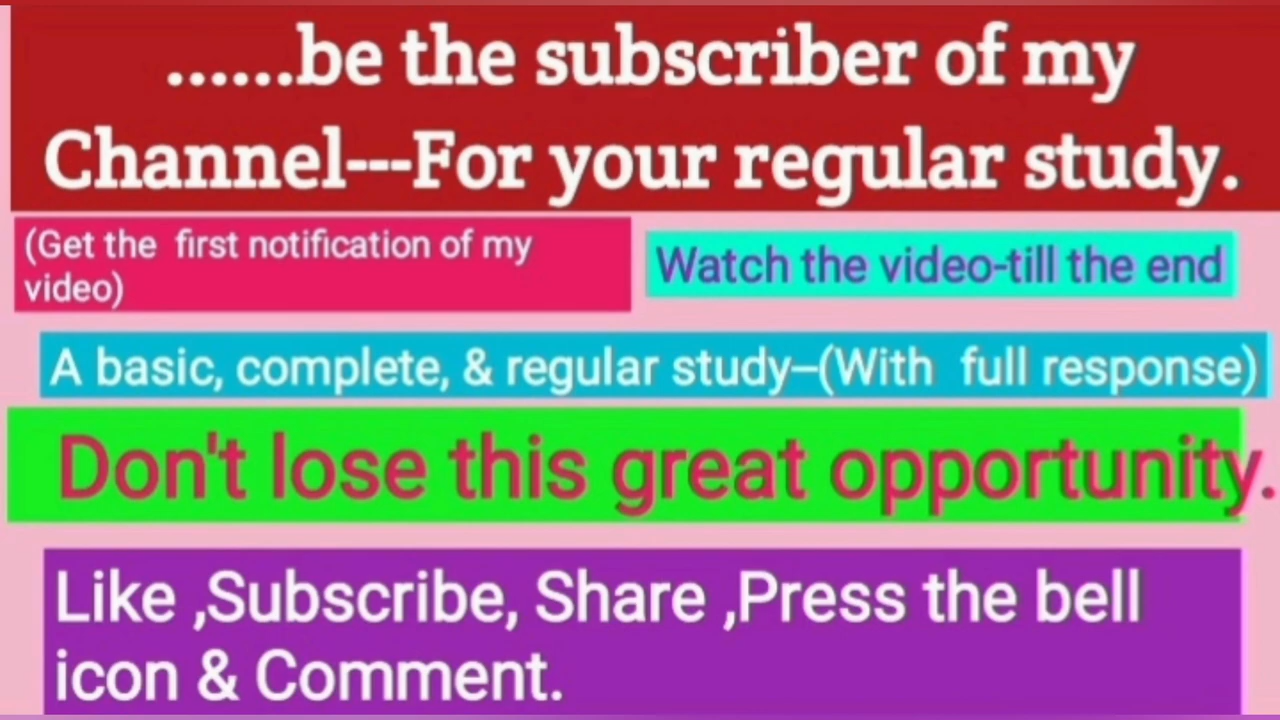 ......be the subscriber of my
Channel---For your regular study.
(Get the first notification of my
video)
Watch the video-till the end
A basic, complete, & regular study–(With full response)
Don't lose this great opportunity.
Like ,Subscribe, Share ,Press the bell
icon & Comment.